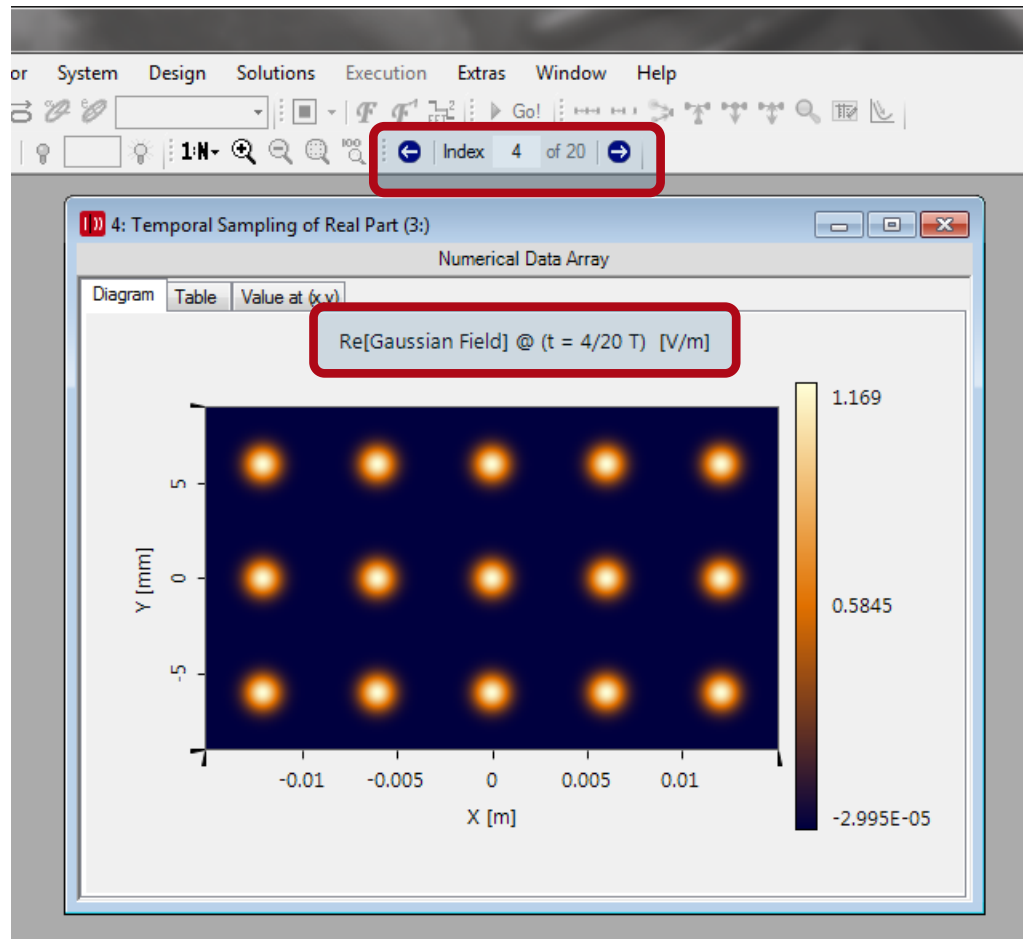 or System Design Solutions Execution Extras Window Help
Go!
1:N Index 4 of 20
4: Temporal Sampling of Real Part (3:)
Numerical Data Array
Diagram Table Value at (x,y)
Re[Gaussian Field] @ (t = 4/20 T) [V/m]
1.169
0.5845
-2.995E-05
Y [mm]
5
0
-5
-0.01 -0.005 0 0.005 0.01
X [m]